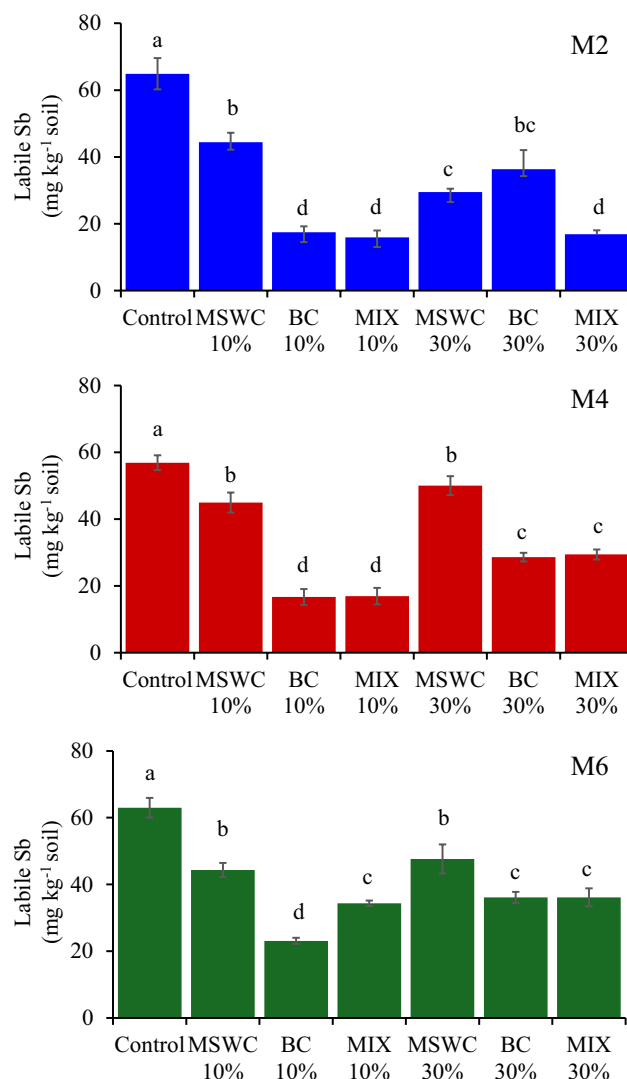 M2
Labile Sb
(mg kg⁻¹ soil)
80
60
40
20
0
a
b
d
d
c
bc
d
Control MSWC BC MIX MSWC BC MIX
10% 10% 10% 30% 30% 30%
M4
Labile Sb
(mg kg⁻¹ soil)
80
60
40
20
0
a
b
d
d
b
c
c
Control MSWC BC MIX MSWC BC MIX
10% 10% 10% 30% 30% 30%
M6
Labile Sb
(mg kg⁻¹ soil)
80
60
40
20
0
a
b
d
c
b
c
c
Control MSWC BC MIX MSWC BC MIX
10% 10% 10% 30% 30% 30%